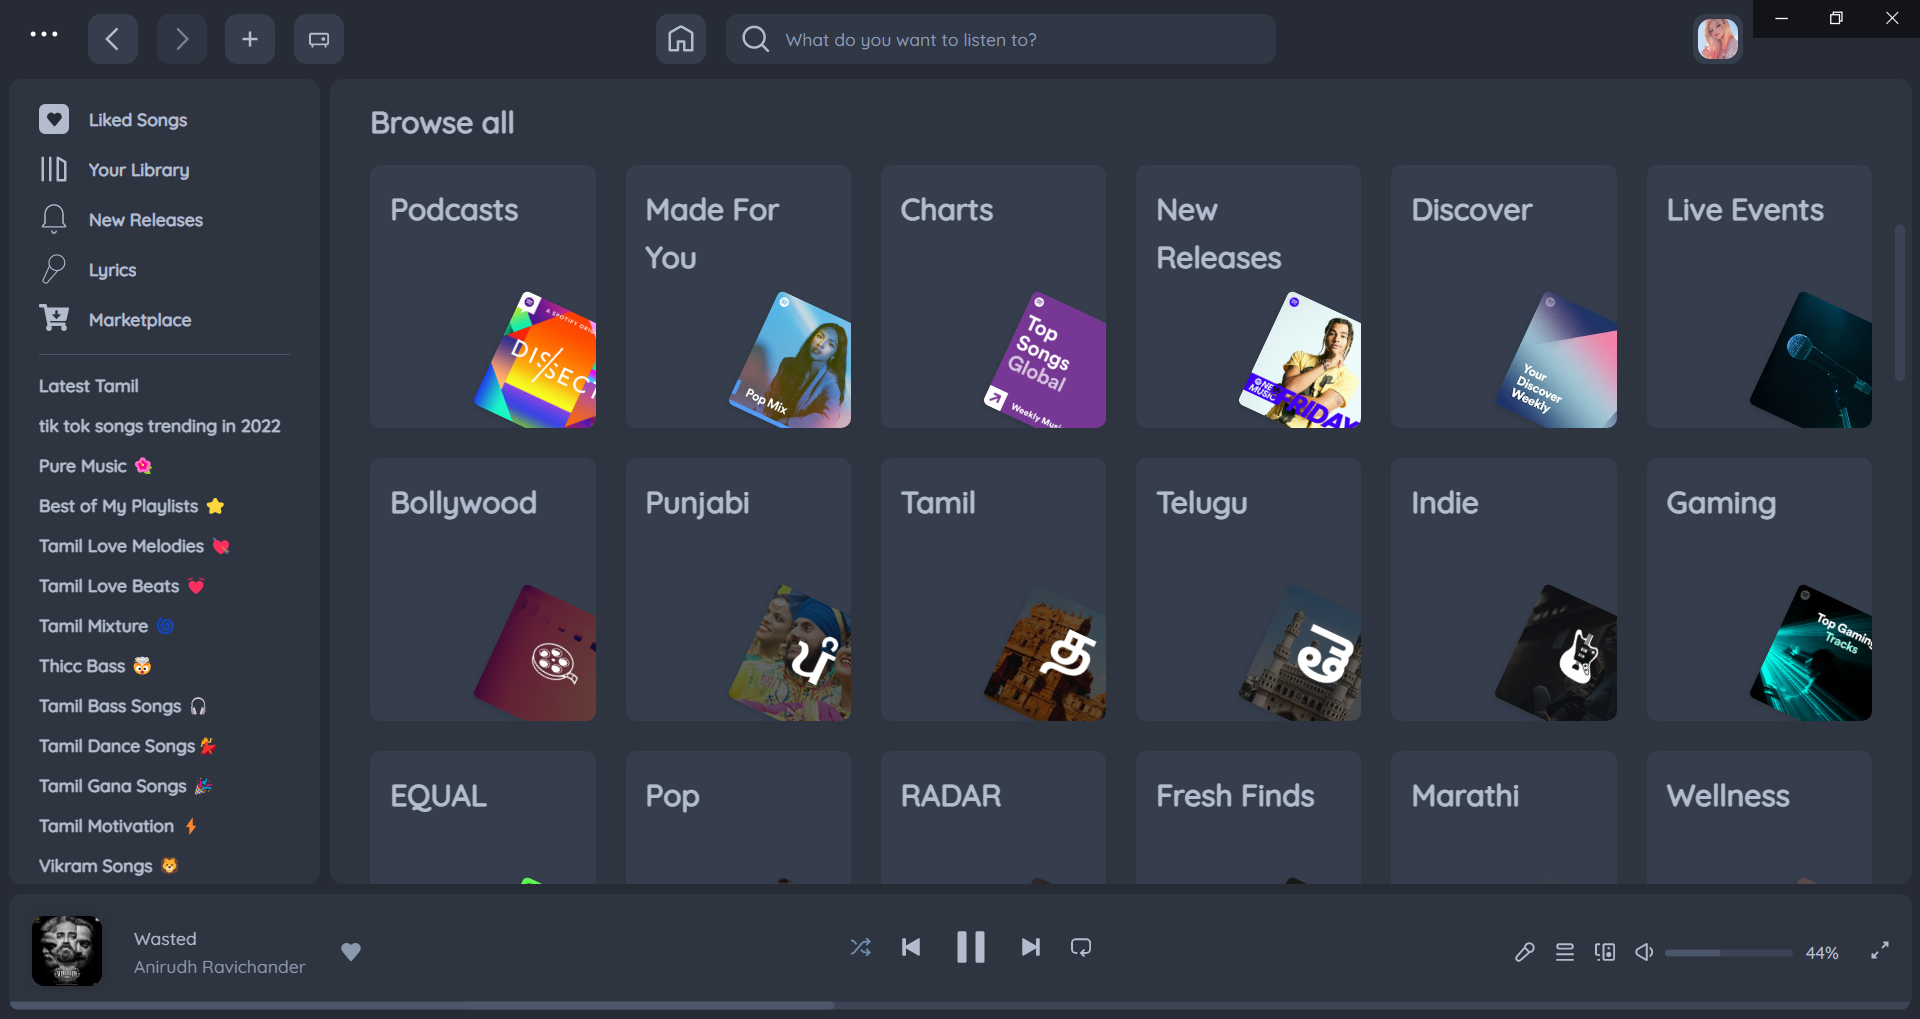 What do you want to listen to?
Liked Songs
Your Library
New Releases
Lyrics
Marketplace
Latest Tamil
tik tok songs trending in 2022
Pure Music 🌺
Best of My Playlists ⭐
Tamil Love Melodies 💘
Tamil Love Beats 💓
Tamil Mixture 🌀
Thicc Bass 🤯
Tamil Bass Songs 🎧
Tamil Dance Songs💃
Tamil Gana Songs 🎉
Tamil Motivation ⚡
Vikram Songs 🦁
Browse all
Podcasts
A SPOTIFY ORIG
DISSECT
Made For
You
Pop Mix
Charts
Top
Songs
Global
Weekly Musi
New
Releases
NE
MUSIC
FRIDAY
Discover
Your
Discover
Weekly
Live Events
Bollywood
Punjabi
ਪੰ
Tamil
த
Telugu
తె
Indie
Gaming
Top Gamin
Tracks
EQUAL
Pop
RADAR
Fresh Finds
Marathi
Wellness
Wasted
Anirudh Ravichander
44%